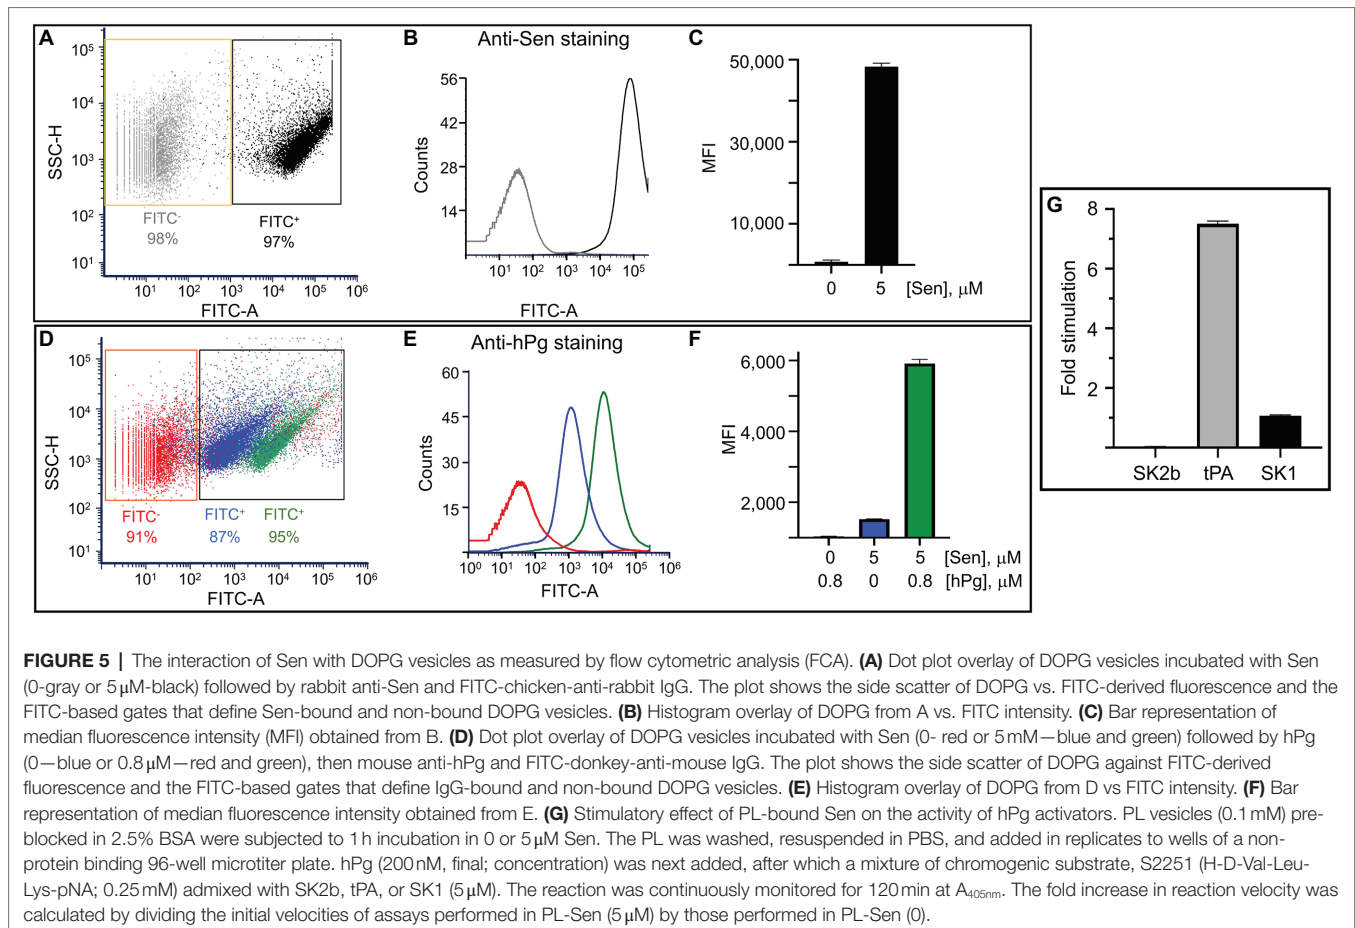 A
SSC-H
10⁵
10⁴
10³
10²
10¹
FITC⁻
98%
FITC⁺
97%
10¹ 10² 10³ 10⁴ 10⁵ 10⁶
FITC-A
B
Anti-Sen staining
Counts
56
42
28
14
10¹ 10² 10³ 10⁴ 10⁵
FITC-A
C
MFI
50,000
30,000
10,000
0 5 [Sen], μM
D
SSC-H
10⁵
10⁴
10³
10²
10¹
FITC⁻ FITC⁺ FITC⁺
91% 87% 95%
10¹ 10² 10³ 10⁴ 10⁵ 10⁶
FITC-A
E
Anti-hPg staining
Counts
60
45
30
15
10⁰ 10¹ 10² 10³ 10⁴ 10⁵ 10⁶
FITC-A
F
MFI
6,000
4,000
2,000
0 5 5 [Sen], μM
0.8 0 0.8 [hPg], μM
G
Fold stimulation
8
6
4
2
SK2b tPA SK1
FIGURE 5 | The interaction of Sen with DOPG vesicles as measured by flow cytometric analysis (FCA). (A) Dot plot overlay of DOPG vesicles incubated with Sen
(0-gray or 5 μM-black) followed by rabbit anti-Sen and FITC-chicken-anti-rabbit IgG. The plot shows the side scatter of DOPG vs. FITC-derived fluorescence and the
FITC-based gates that define Sen-bound and non-bound DOPG vesicles. (B) Histogram overlay of DOPG from A vs. FITC intensity. (C) Bar representation of
median fluorescence intensity (MFI) obtained from B. (D) Dot plot overlay of DOPG vesicles incubated with Sen (0- red or 5 mM—blue and green) followed by hPg
(0—blue or 0.8 μM—red and green), then mouse anti-hPg and FITC-donkey-anti-mouse IgG. The plot shows the side scatter of DOPG against FITC-derived
fluorescence and the FITC-based gates that define IgG-bound and non-bound DOPG vesicles. (E) Histogram overlay of DOPG from D vs FITC intensity. (F) Bar
representation of median fluorescence intensity obtained from E. (G) Stimulatory effect of PL-bound Sen on the activity of hPg activators. PL vesicles (0.1 mM) pre-
blocked in 2.5% BSA were subjected to 1 h incubation in 0 or 5 μM Sen. The PL was washed, resuspended in PBS, and added in replicates to wells of a non-
protein binding 96-well microtiter plate. hPg (200 nM, final; concentration) was next added, after which a mixture of chromogenic substrate, S2251 (H-D-Val-Leu-
Lys-pNA; 0.25 mM) admixed with SK2b, tPA, or SK1 (5 μM). The reaction was continuously monitored for 120 min at A₄₀₅ₙₘ. The fold increase in reaction velocity was
calculated by dividing the initial velocities of assays performed in PL-Sen (5 μM) by those performed in PL-Sen (0).